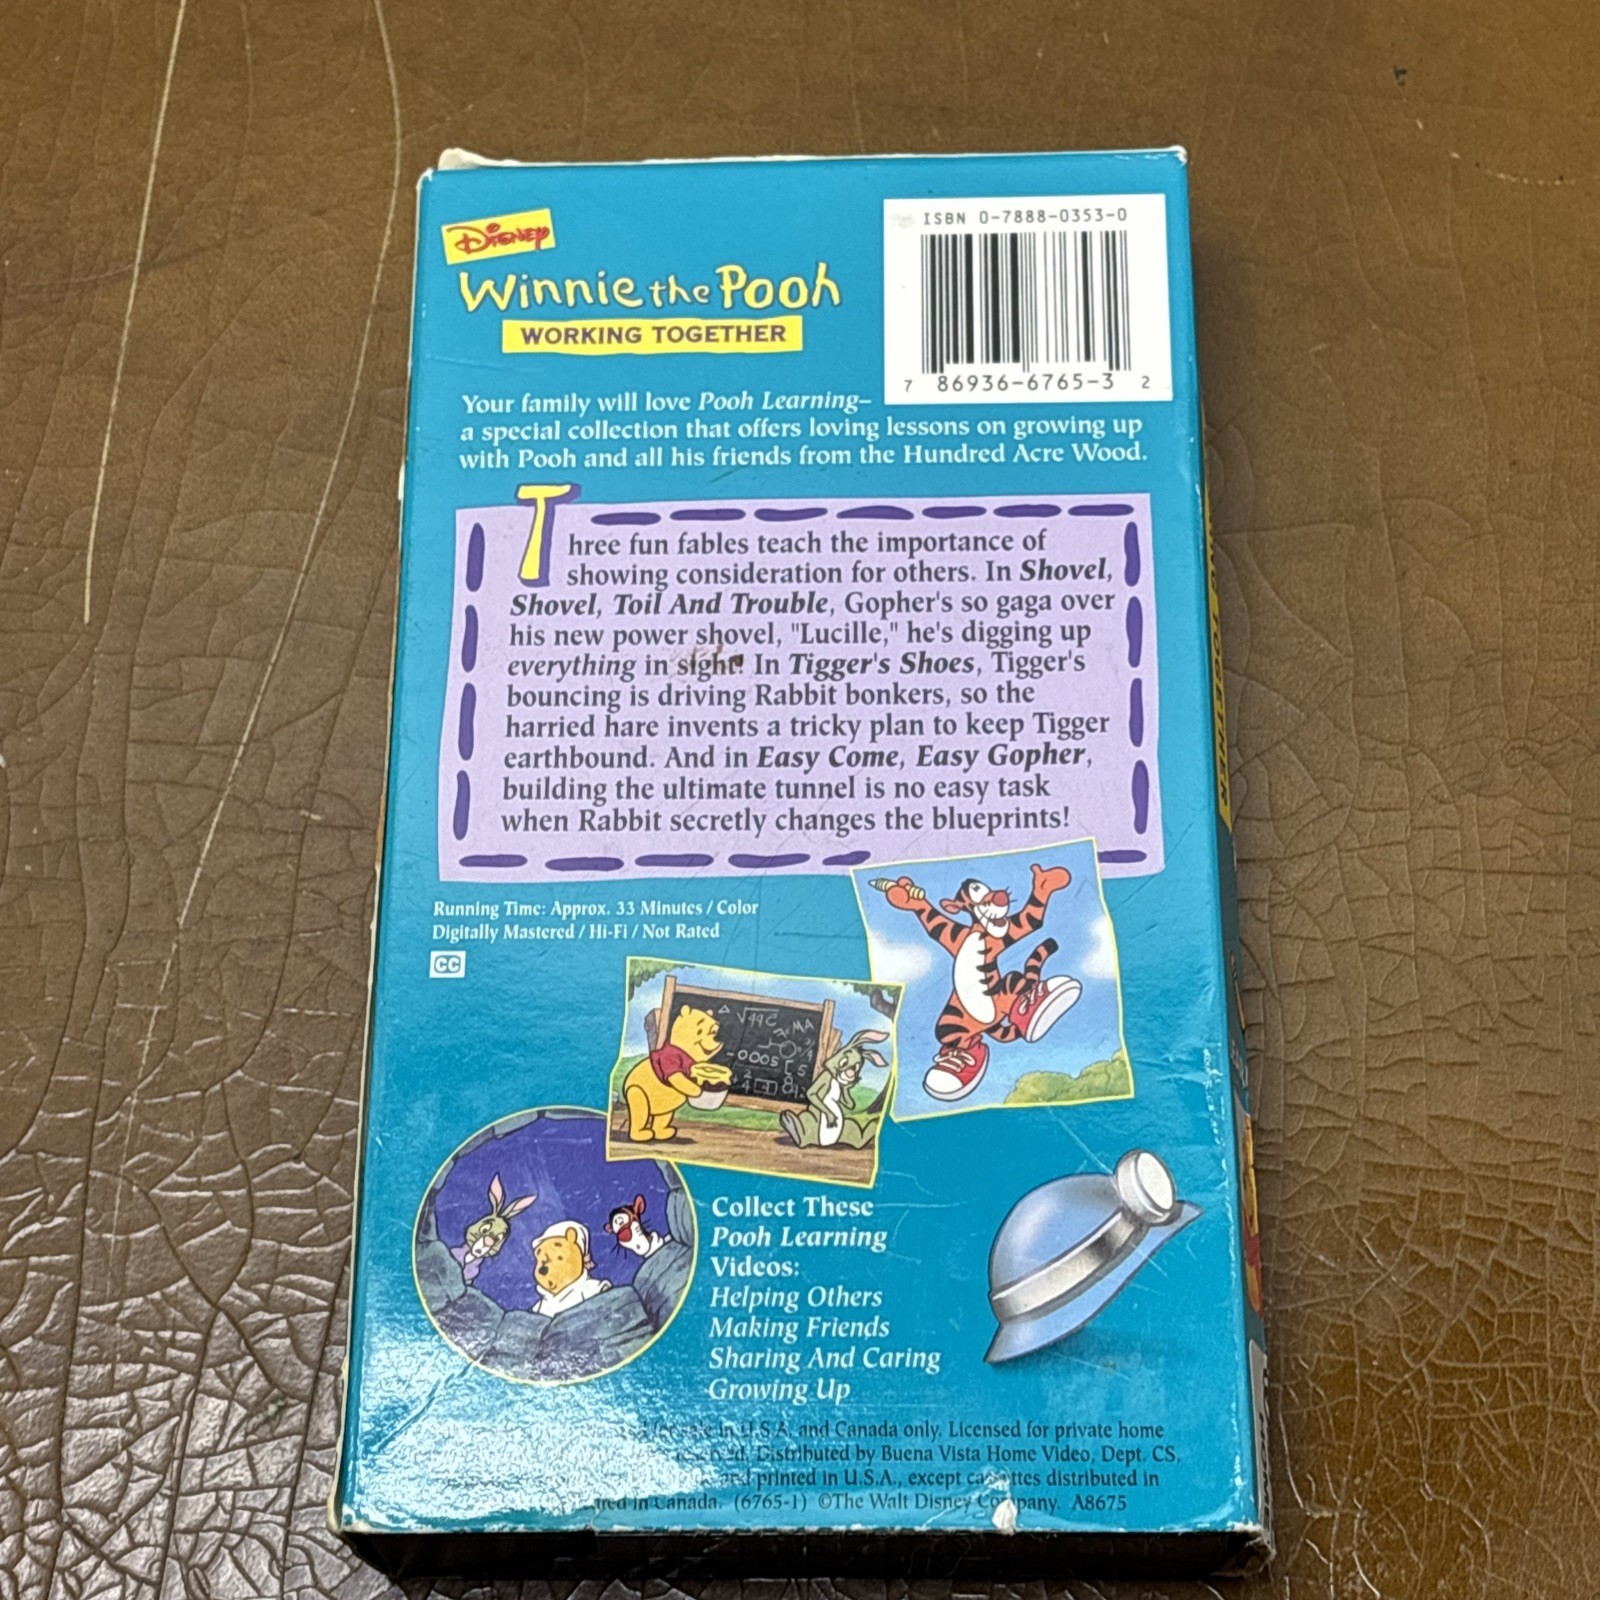 Disney
Winnie the Pooh
WORKING TOGETHER
ISBN 0-7888-0353-0
7 86936-6765-3 2
Your family will love Pooh Learning–
a special collection that offers loving lessons on growing up
with Pooh and all his friends from the Hundred Acre Wood.
Three fun fables teach the importance of
showing consideration for others. In Shovel,
Shovel, Toil And Trouble, Gopher's so gaga over
his new power shovel, "Lucille," he's digging up
everything in sight! In Tigger's Shoes, Tigger's
bouncing is driving Rabbit bonkers, so the
harried hare invents a tricky plan to keep Tigger
earthbound. And in Easy Come, Easy Gopher,
building the ultimate tunnel is no easy task
when Rabbit secretly changes the blueprints!
Running Time: Approx. 33 Minutes / Color
Digitally Mastered / Hi-Fi / Not Rated
CC
Collect These
Pooh Learning
Videos:
Helping Others
Making Friends
Sharing And Caring
Growing Up
for sale in U.S.A. and Canada only. Licensed for private home
Distributed by Buena Vista Home Video, Dept. CS,
and printed in U.S.A., except cassettes distributed in
in Canada. (6765-1) ©The Walt Disney Company. A8675